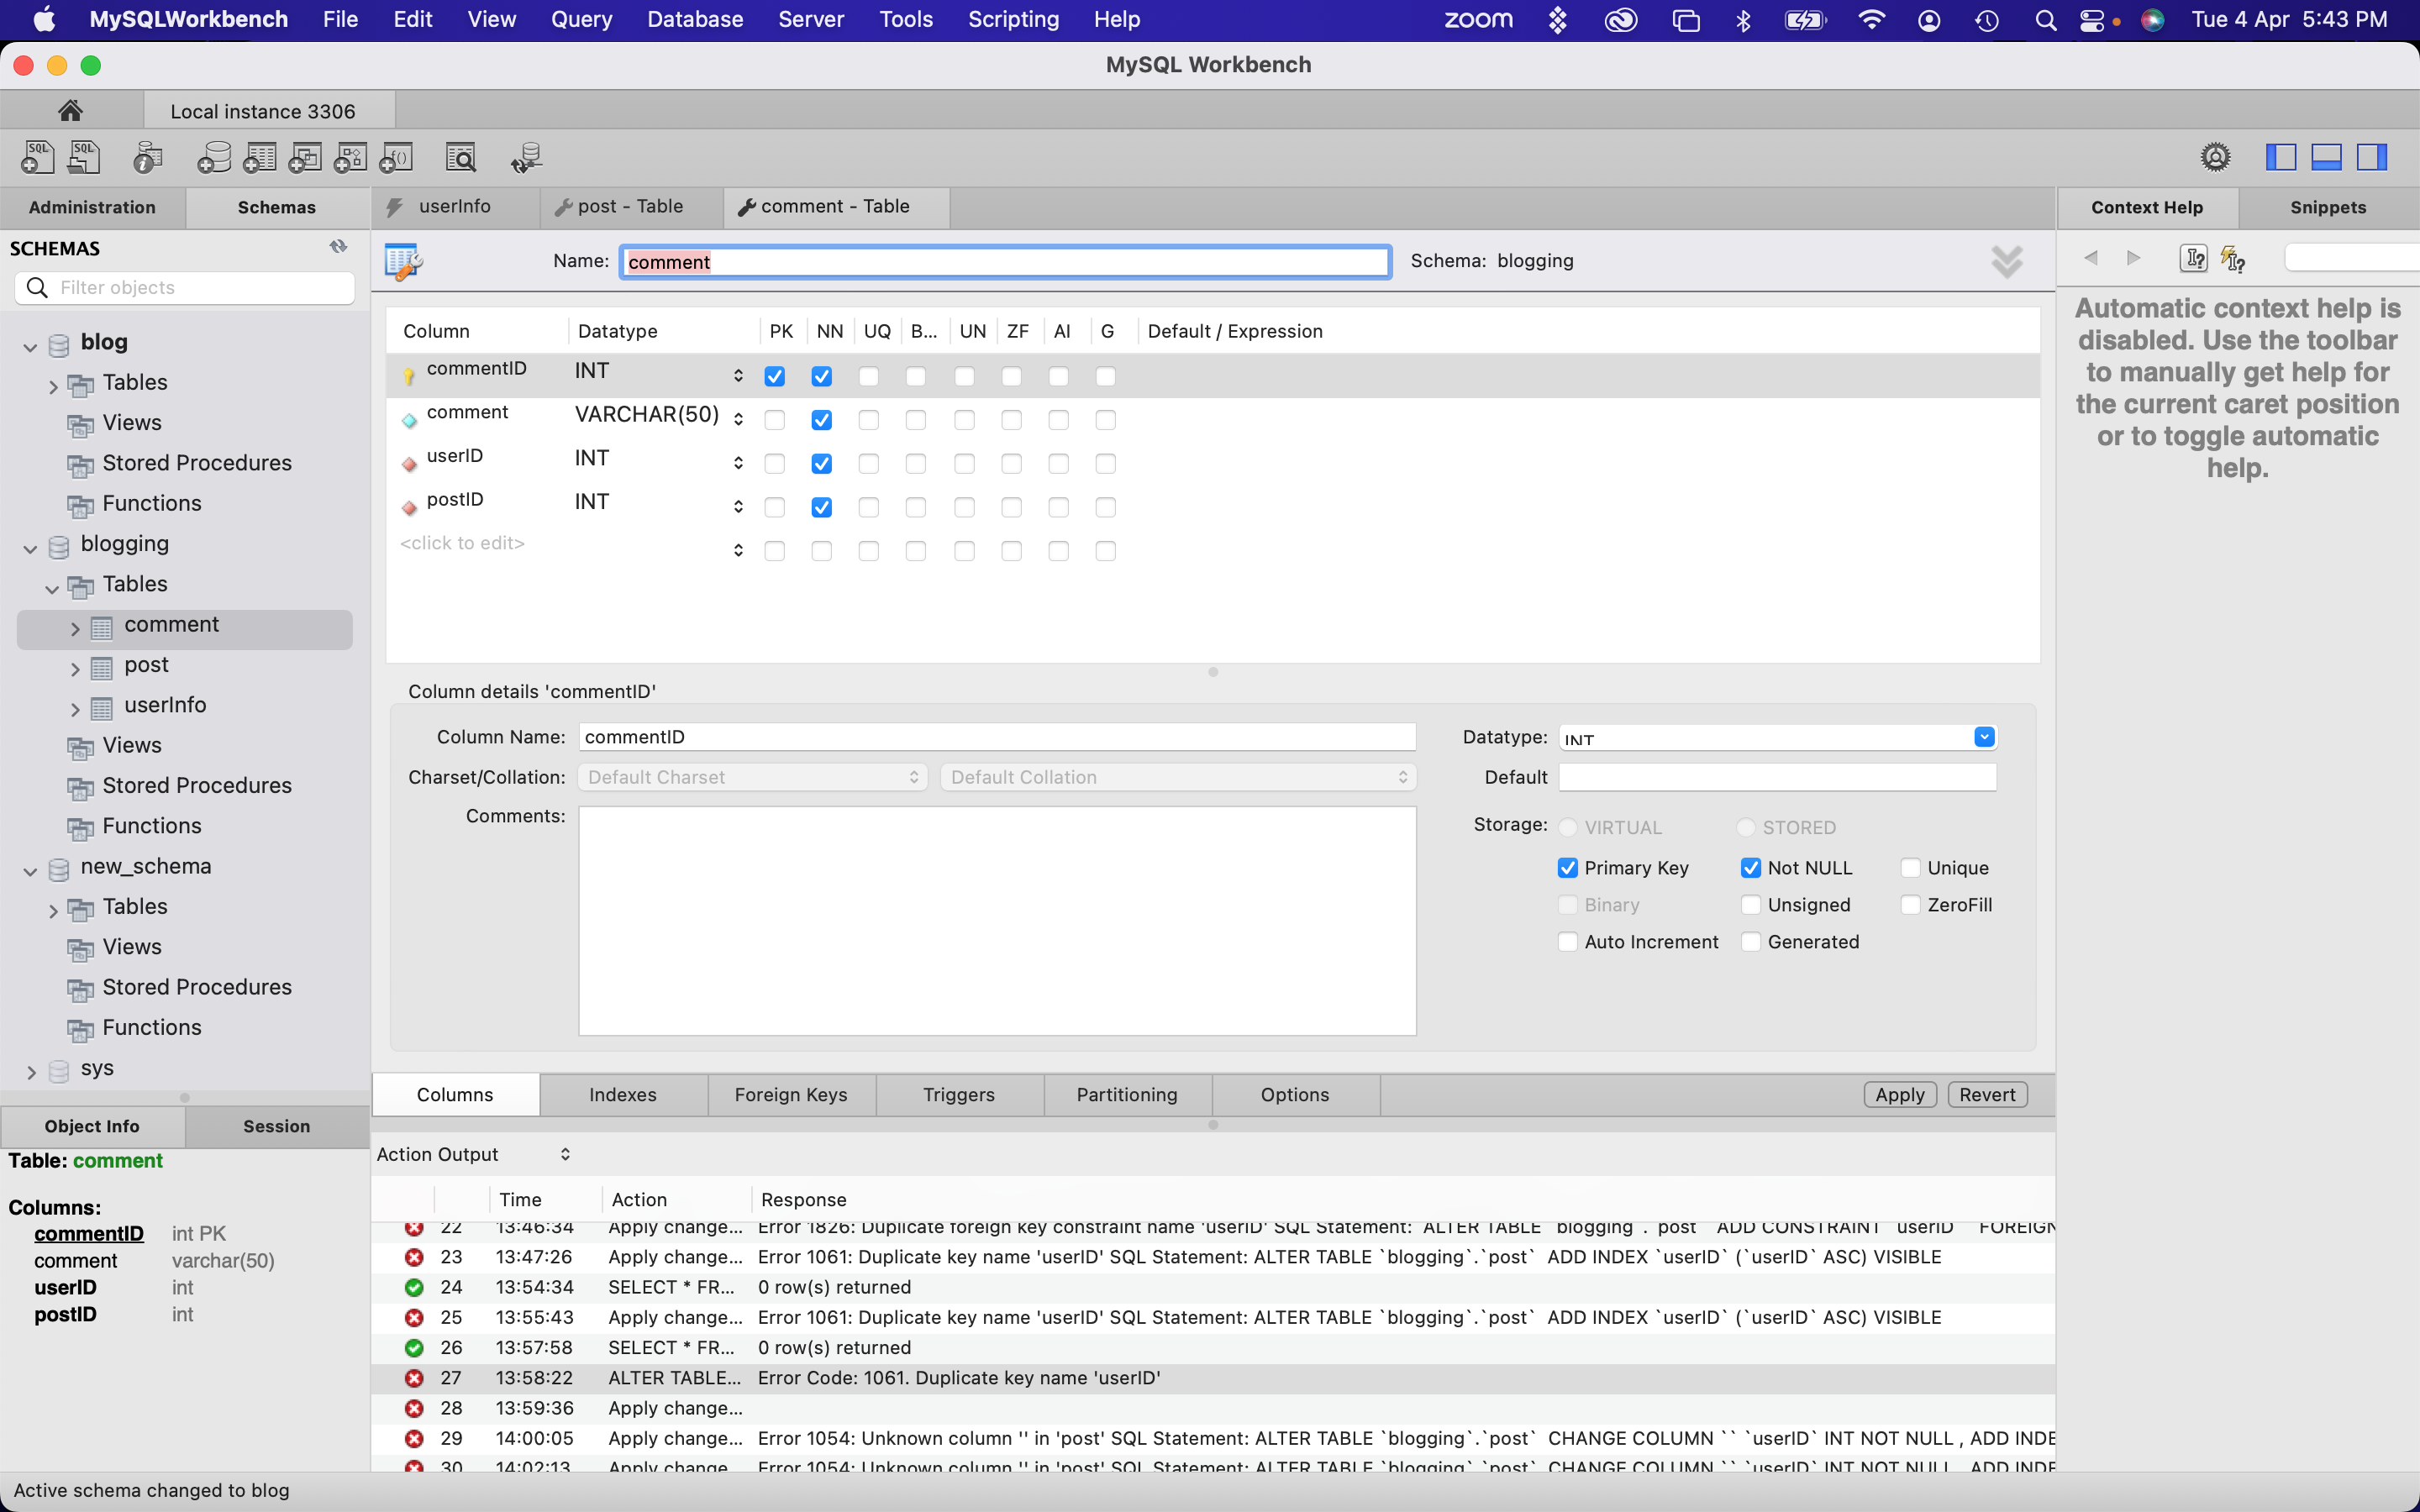 MySQLWorkbench File Edit View Query Database Server Tools Scripting Help zoom Tue 4 Apr 5:43 PM
MySQL Workbench
Local instance 3306
SQL SQL
Administration Schemas userInfo post - Table comment - Table Context Help Snippets
SCHEMAS
Filter objects
Name: comment Schema: blogging
Automatic context help is
disabled. Use the toolbar
to manually get help for
the current caret position
or to toggle automatic
help.
blog
Tables
Views
Stored Procedures
Functions
blogging
Tables
comment
post
userInfo
Views
Stored Procedures
Functions
new_schema
Tables
Views
Stored Procedures
Functions
sys
Column Datatype PK NN UQ B... UN ZF AI G Default / Expression
commentID INT
comment VARCHAR(50)
userID INT
postID INT
<click to edit>
Column details 'commentID'
Column Name: commentID Datatype: INT
Charset/Collation: Default Charset Default Collation Default
Comments:
Storage: VIRTUAL STORED
Primary Key Not NULL Unique
Binary Unsigned ZeroFill
Auto Increment Generated
Columns Indexes Foreign Keys Triggers Partitioning Options Apply Revert
Object Info Session
Table: comment
Columns:
commentID int PK
comment varchar(50)
userID int
postID int
Action Output
Time Action Response
22 13:46:34 Apply change... Error 1826: Duplicate foreign key constraint name 'userID' SQL Statement: ALTER TABLE `blogging`.`post` ADD CONSTRAINT `userID` FOREIGN
23 13:47:26 Apply change... Error 1061: Duplicate key name 'userID' SQL Statement: ALTER TABLE `blogging`.`post` ADD INDEX `userID` (`userID` ASC) VISIBLE
24 13:54:34 SELECT * FR... 0 row(s) returned
25 13:55:43 Apply change... Error 1061: Duplicate key name 'userID' SQL Statement: ALTER TABLE `blogging`.`post` ADD INDEX `userID` (`userID` ASC) VISIBLE
26 13:57:58 SELECT * FR... 0 row(s) returned
27 13:58:22 ALTER TABLE... Error Code: 1061. Duplicate key name 'userID'
28 13:59:36 Apply change...
29 14:00:05 Apply change... Error 1054: Unknown column '' in 'post' SQL Statement: ALTER TABLE `blogging`.`post` CHANGE COLUMN `` `userID` INT NOT NULL , ADD INDE
30 14:02:13 Apply change... Error 1054: Unknown column '' in 'post' SQL Statement: ALTER TABLE `blogging`.`post` CHANGE COLUMN `` `userID` INT NOT NULL , ADD INDE
Active schema changed to blog